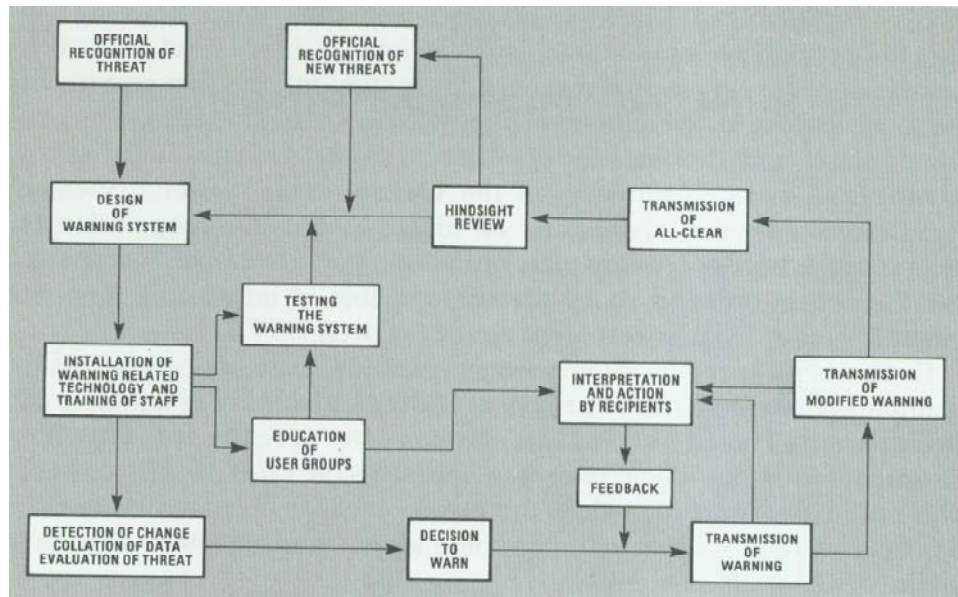 OFFICIAL
RECOGNITION OF
THREAT
OFFICIAL
RECOGNITION OF
NEW THREATS
DESIGN
OF
WARNING SYSTEM
HINDSIGHT
REVIEW
TRANSMISSION
OF
ALL-CLEAR
TESTING
THE
WARNING SYSTEM
INSTALLATION OF
WARNING RELATED
TECHNOLOGY AND
TRAINING OF STAFF
INTERPRETATION
AND ACTION
BY RECIPIENTS
TRANSMISSION
OF
MODIFIED WARNING
EDUCATION
OF
USER GROUPS
FEEDBACK
DETECTION OF CHANGE
COLLATION OF DATA
EVALUATION OF THREAT
DECISION
TO
WARN
TRANSMISSION
OF
WARNING